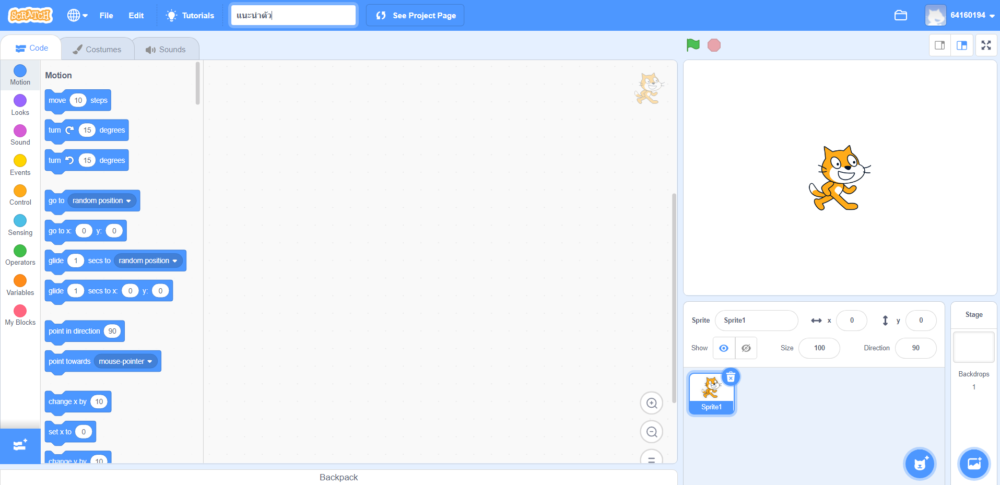 SCRATCH
File
Edit
Tutorials
แนะนำตัว
See Project Page
64160194
Code
Costumes
Sounds
Motion
Looks
Sound
Events
Control
Sensing
Operators
Variables
My Blocks
Motion
move 10 steps
turn 15 degrees
turn 15 degrees
go to random position
go to x: 0 y: 0
glide 1 secs to random position
glide 1 secs to x: 0 y: 0
point in direction 90
point towards mouse-pointer
change x by 10
set x to 0
change y by 10
Backpack
Sprite Sprite1 x 0 y 0
Show Size 100 Direction 90
Sprite1
Stage
Backdrops
1